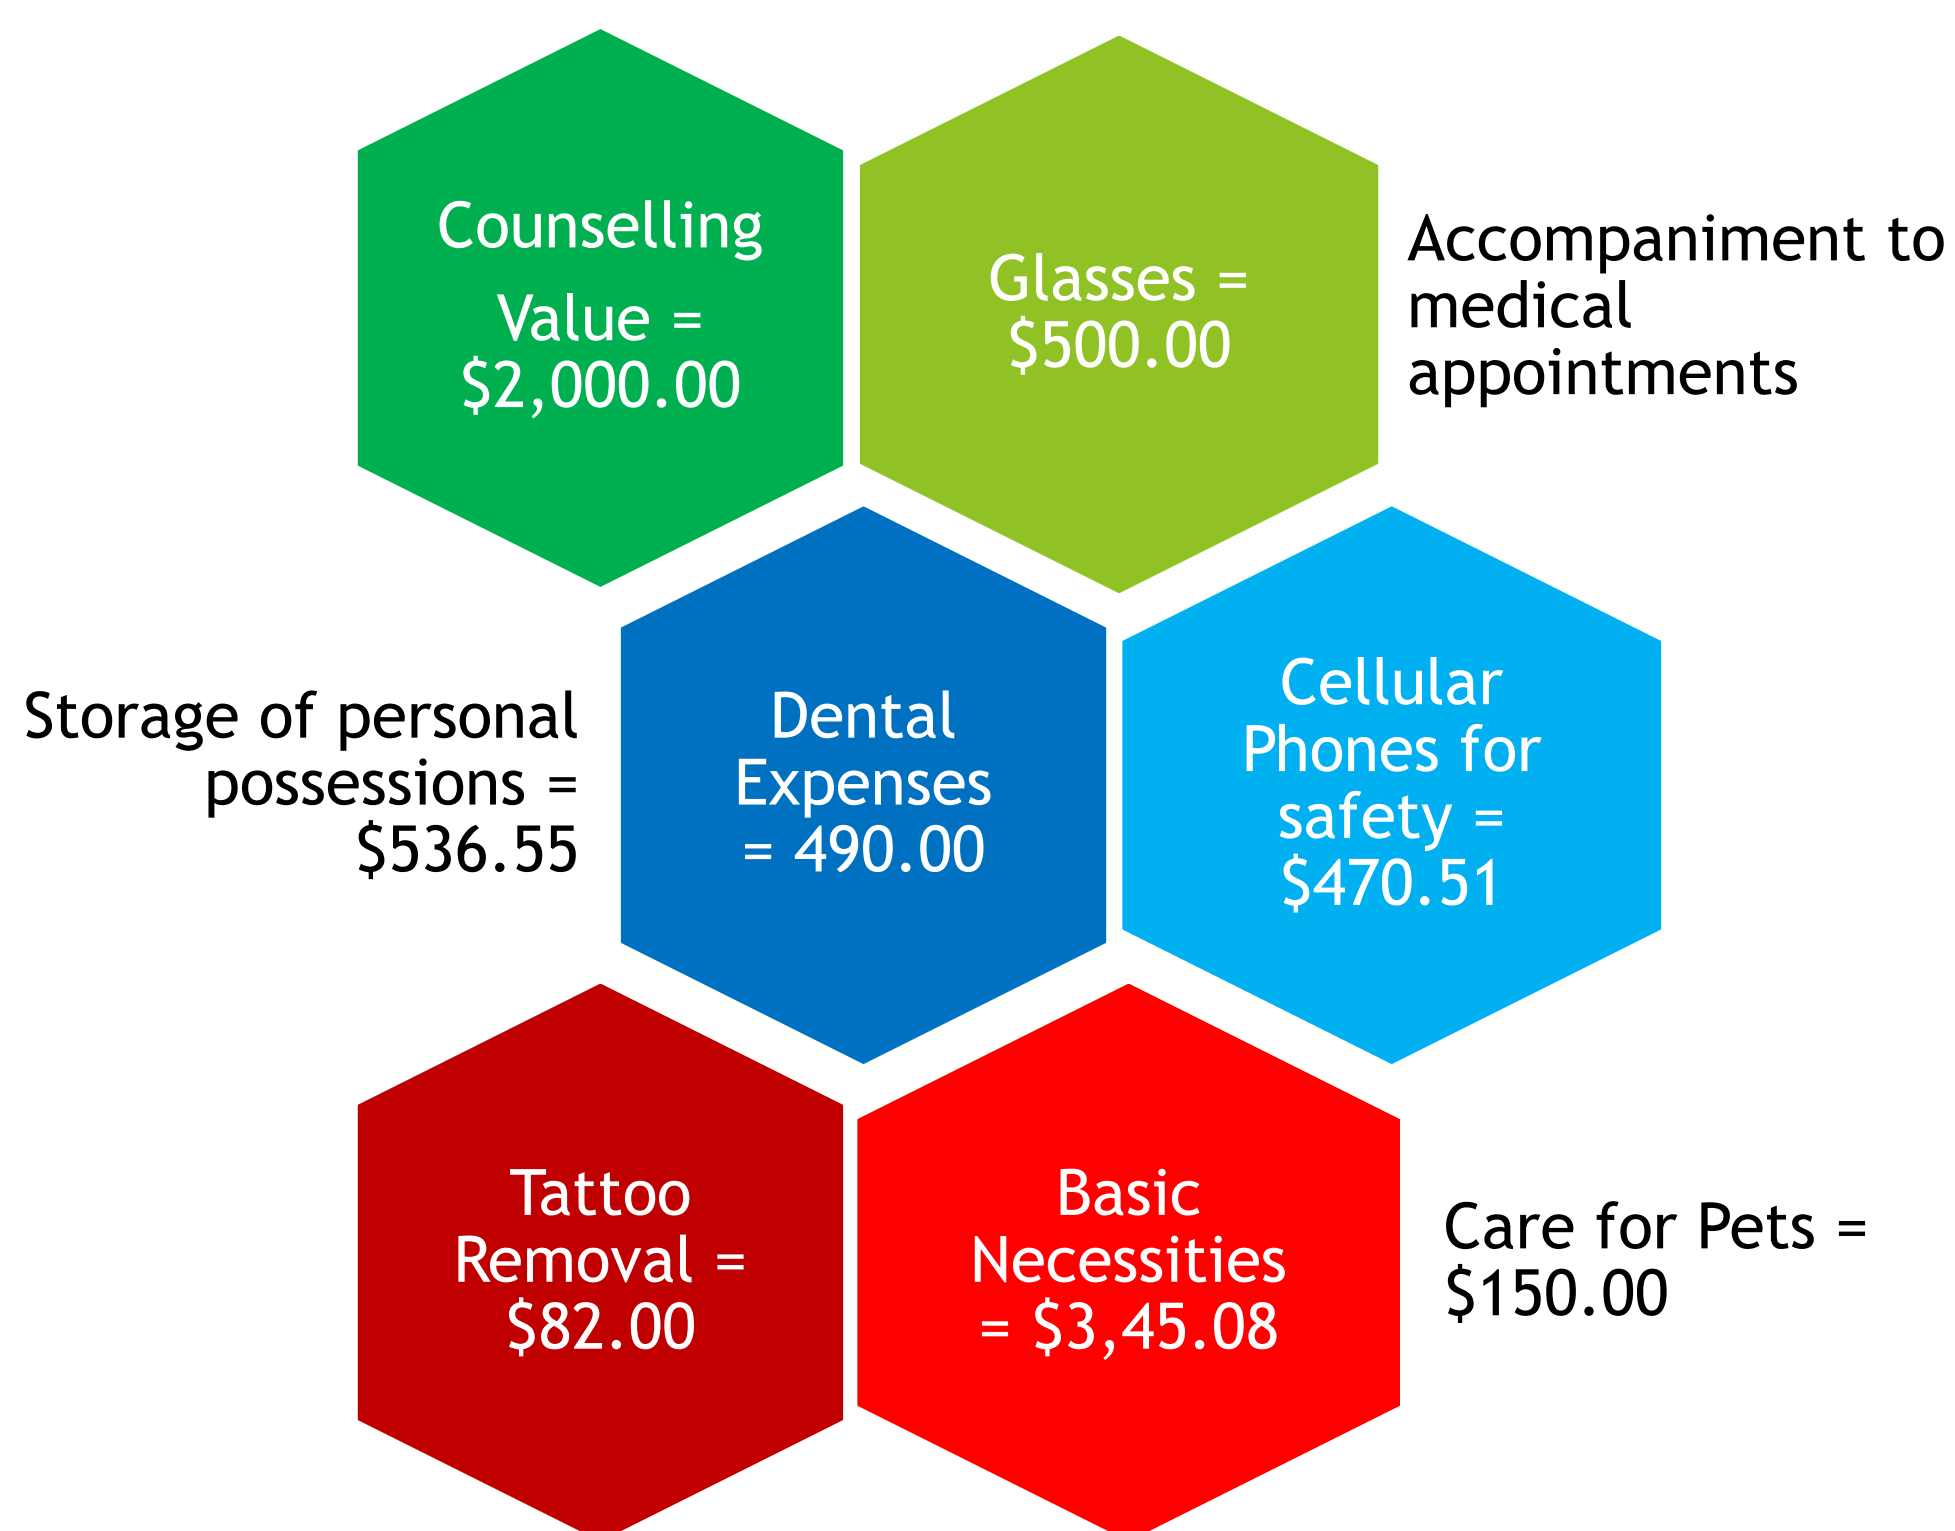 Counselling
Value =
$2,000.00
Glasses =
$500.00
Accompaniment to
medical
appointments
Storage of personal
possessions =
$536.55
Dental
Expenses
= 490.00
Cellular
Phones for
safety =
$470.51
Tattoo
Removal =
$82.00
Basic
Necessities
= $3,45.08
Care for Pets =
$150.00